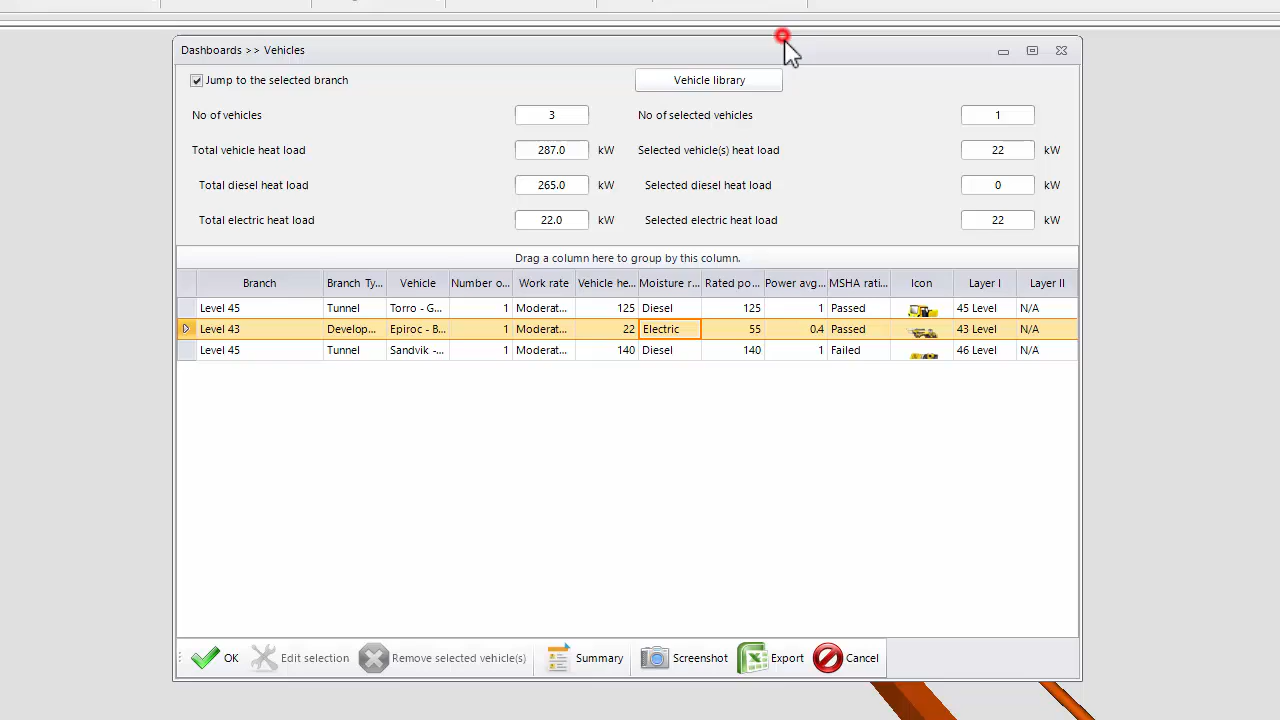 Dashboards >> Vehicles
Jump to the selected branch
Vehicle library
No of vehicles 3 No of selected vehicles 1
Total vehicle heat load 287.0 kW Selected vehicle(s) heat load 22 kW
Total diesel heat load 265.0 kW Selected diesel heat load 0 kW
Total electric heat load 22.0 kW Selected electric heat load 22 kW
Drag a column here to group by this column.
Branch Branch Ty... Vehicle Number o... Work rate Vehicle he... Moisture r... Rated po... Power avg... MSHA rati... Icon Layer I Layer II
Level 45 Tunnel Torro - G... 1 Moderat... 125 Diesel 125 1 Passed 45 Level N/A
Level 43 Develop... Epiroc - B... 1 Moderat... 22 Electric 55 0.4 Passed 43 Level N/A
Level 45 Tunnel Sandvik -... 1 Moderat... 140 Diesel 140 1 Failed 46 Level N/A
OK Edit selection Remove selected vehicle(s) Summary Screenshot Export Cancel